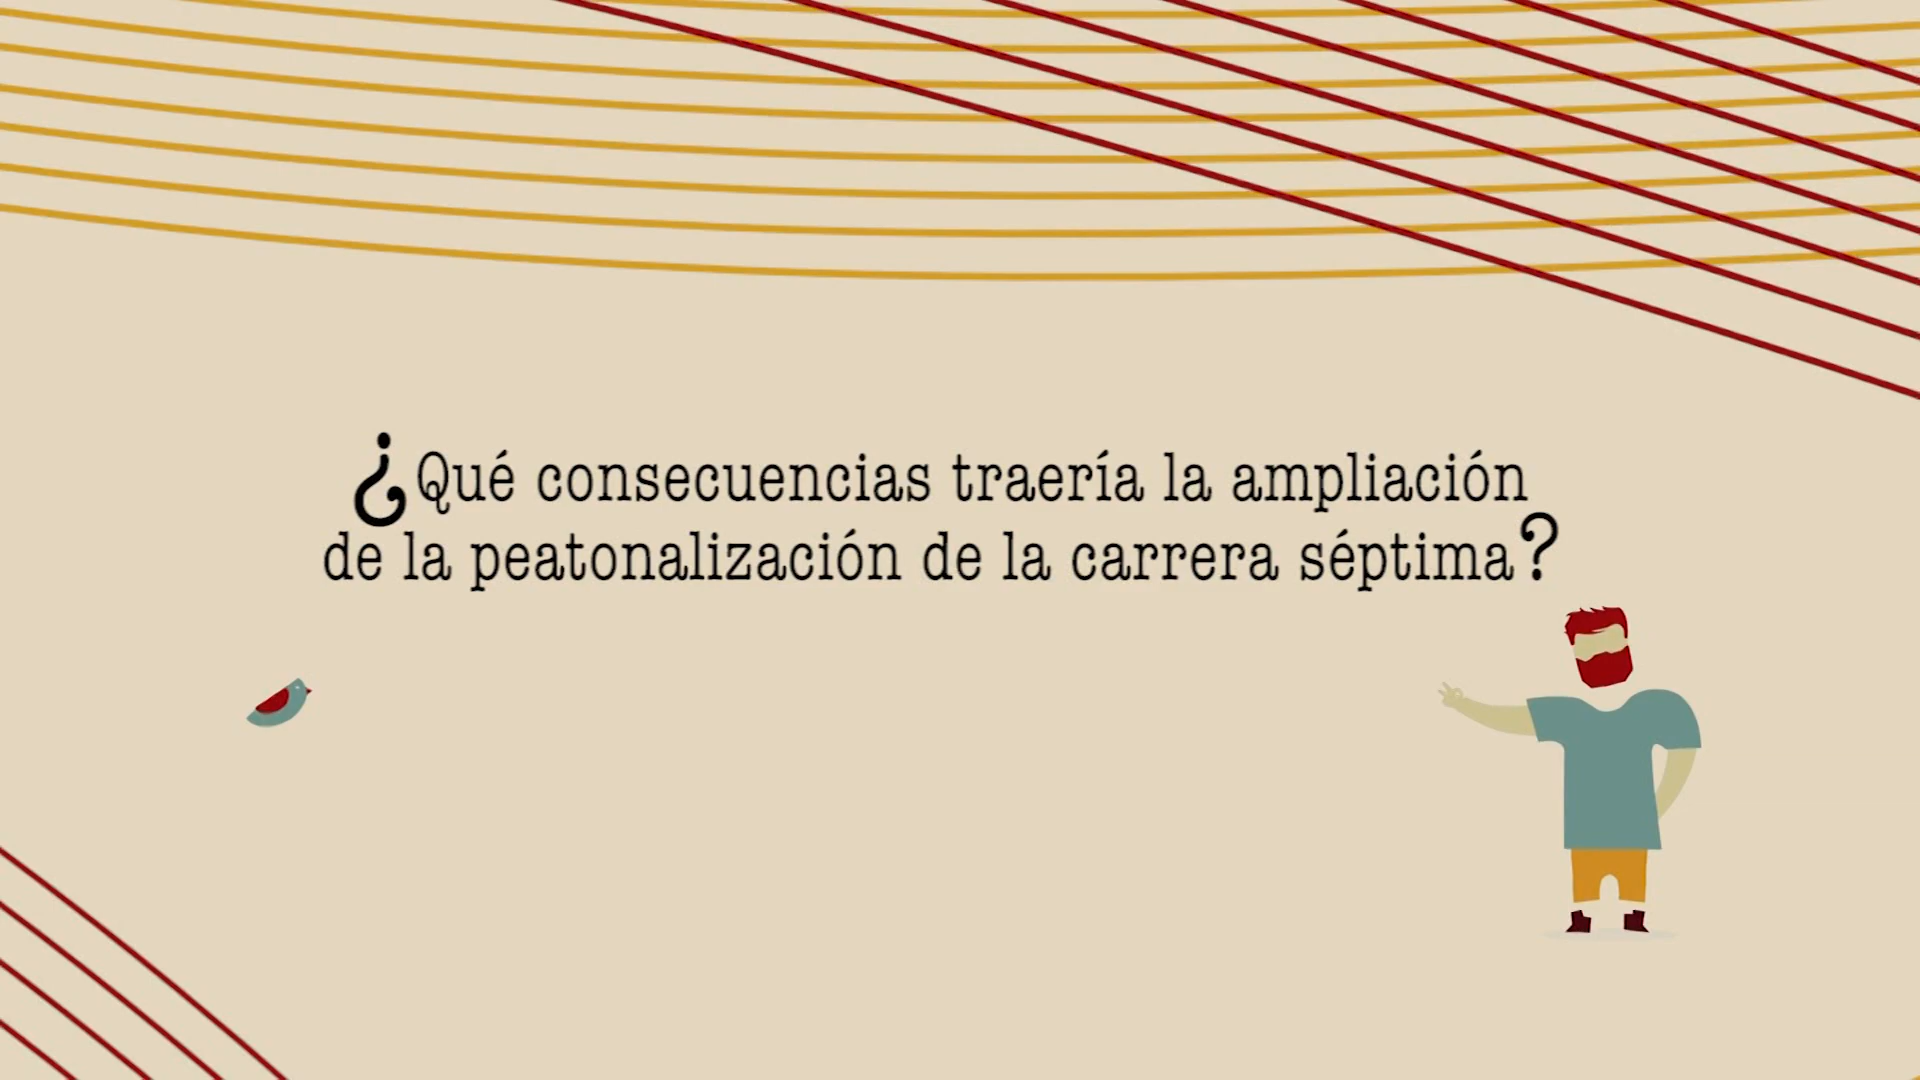 ¿Qué consecuencias traería la ampliación
de la peatonalización de la carrera séptima?